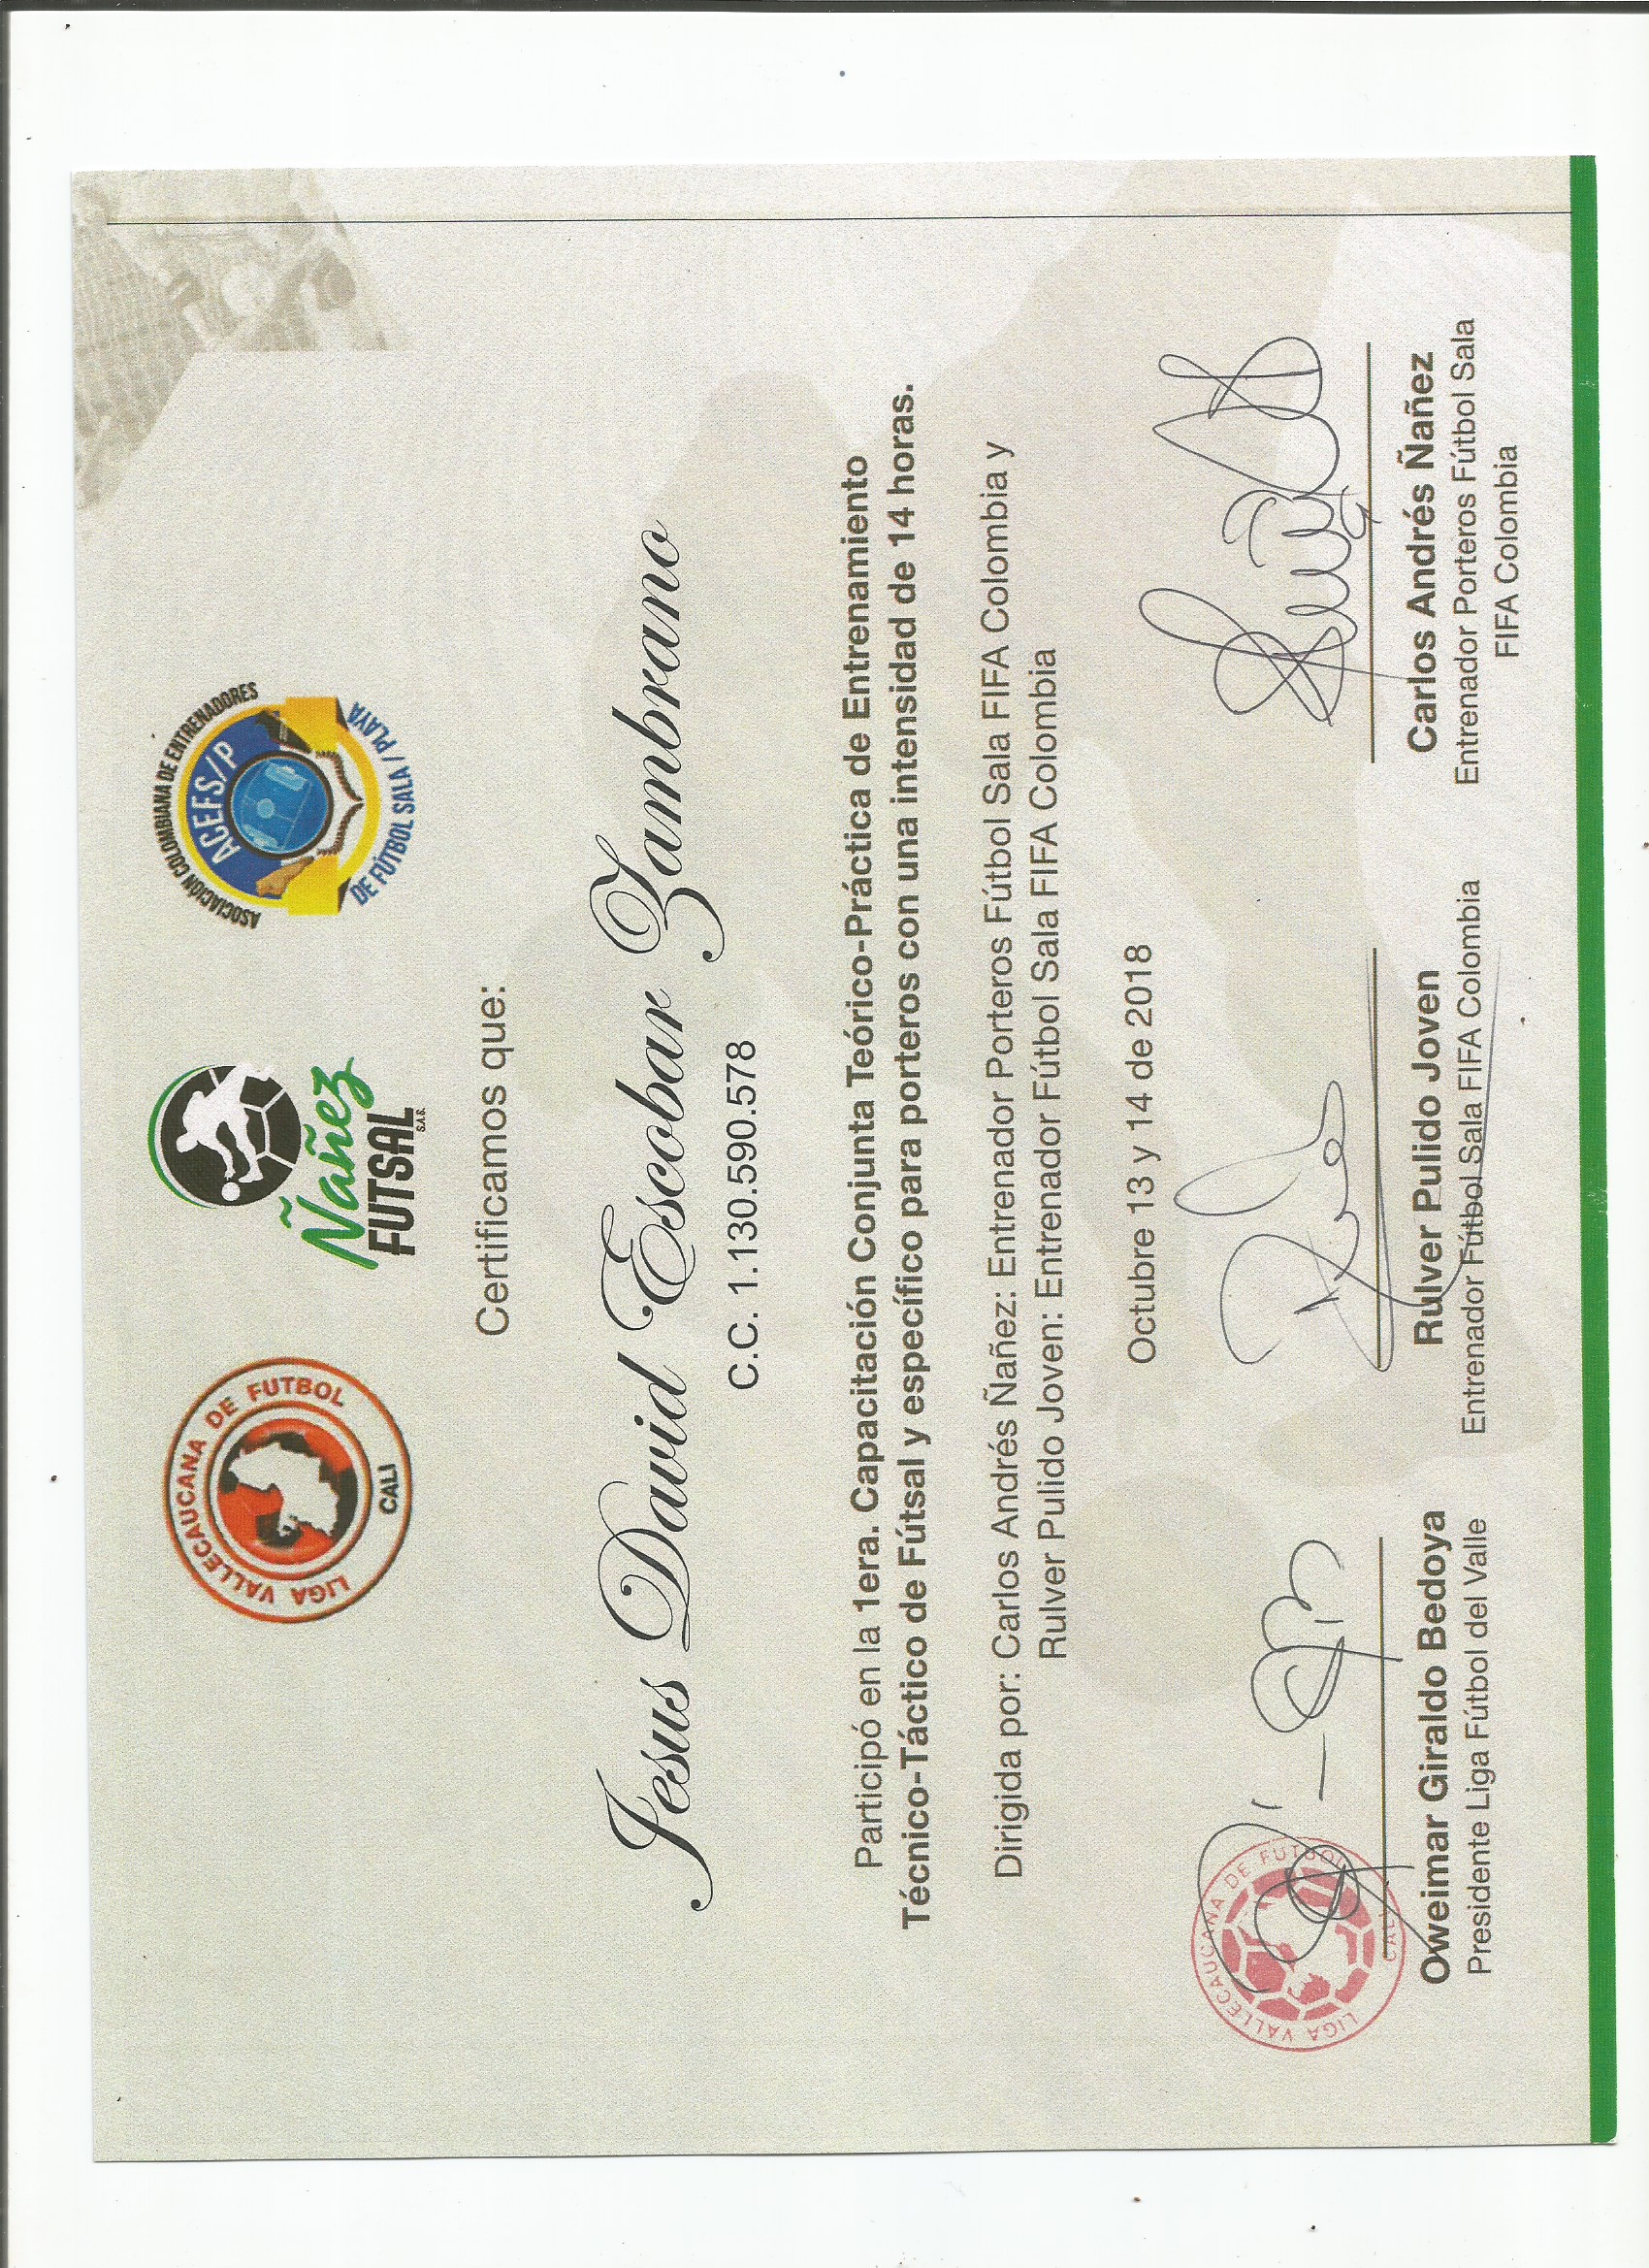 LIGA VALLECAUCANA DE FUTBOL
CALI
Ñañez
FUTSAL
S.A.S.
ASOCIACIÓN COLOMBIANA DE ENTRENADORES
ACEFS/P
DE FÚTBOL SALA / PLAYA
Certificamos que:
Jesus David Escobar Zambrano
C.C. 1.130.590.578
Participó en la 1era. Capacitación Conjunta Teórico-Práctica de Entrenamiento
Técnico-Táctico de Fútsal y específico para porteros con una intensidad de 14 horas.
Dirigida por: Carlos Andrés Ñañez: Entrenador Porteros Fútbol Sala FIFA Colombia y
Rulver Pulido Joven: Entrenador Fútbol Sala FIFA Colombia
Octubre 13 y 14 de 2018
LIGA VALLECAUCANA DE FUTBOL
CALI
Oweimar Giraldo Bedoya
Presidente Liga Fútbol del Valle
Rulver Pulido Joven
Entrenador Fútbol Sala FIFA Colombia
Carlos Andrés Ñañez
Entrenador Porteros Fútbol Sala
FIFA Colombia